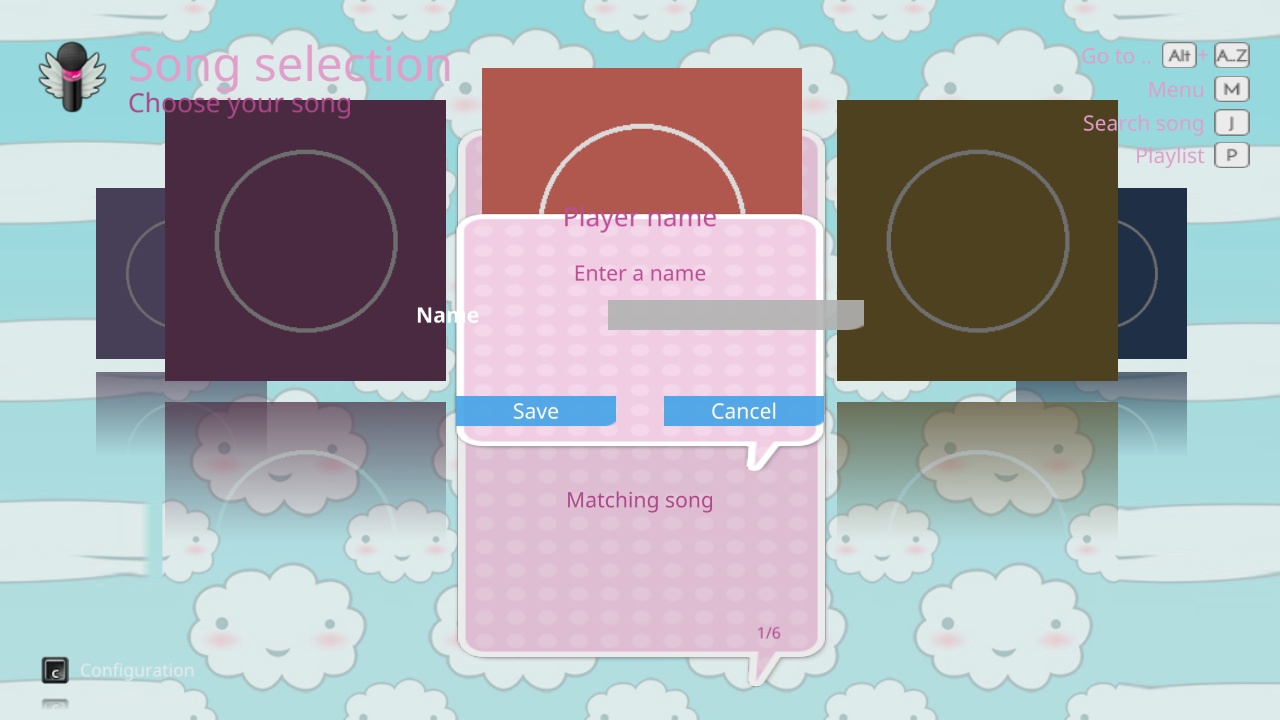 Song selection
Choose your song
Go to .. Alt + A_Z
Menu M
Search song J
Playlist P
Player name
Enter a name
Name
Save Cancel
Matching song
1/6
c Configuration